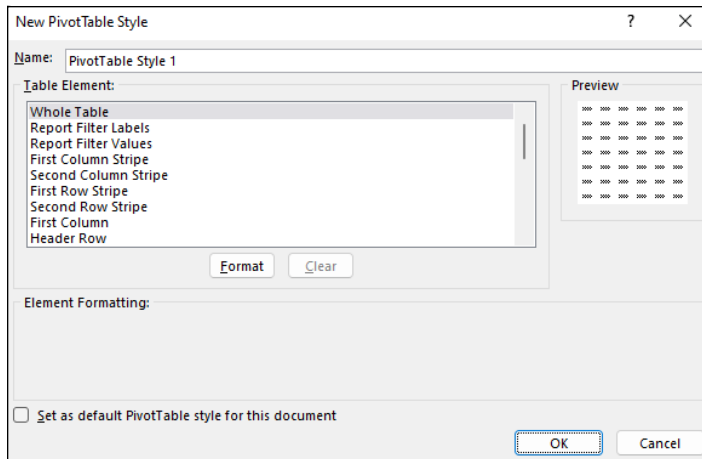 New PivotTable Style ?
Name: PivotTable Style 1
Table Element:
Preview
Whole Table
Report Filter Labels
Report Filter Values
First Column Stripe
Second Column Stripe
First Row Stripe
Second Row Stripe
First Column
Header Row
Format Clear
Element Formatting:
Set as default PivotTable style for this document
OK Cancel